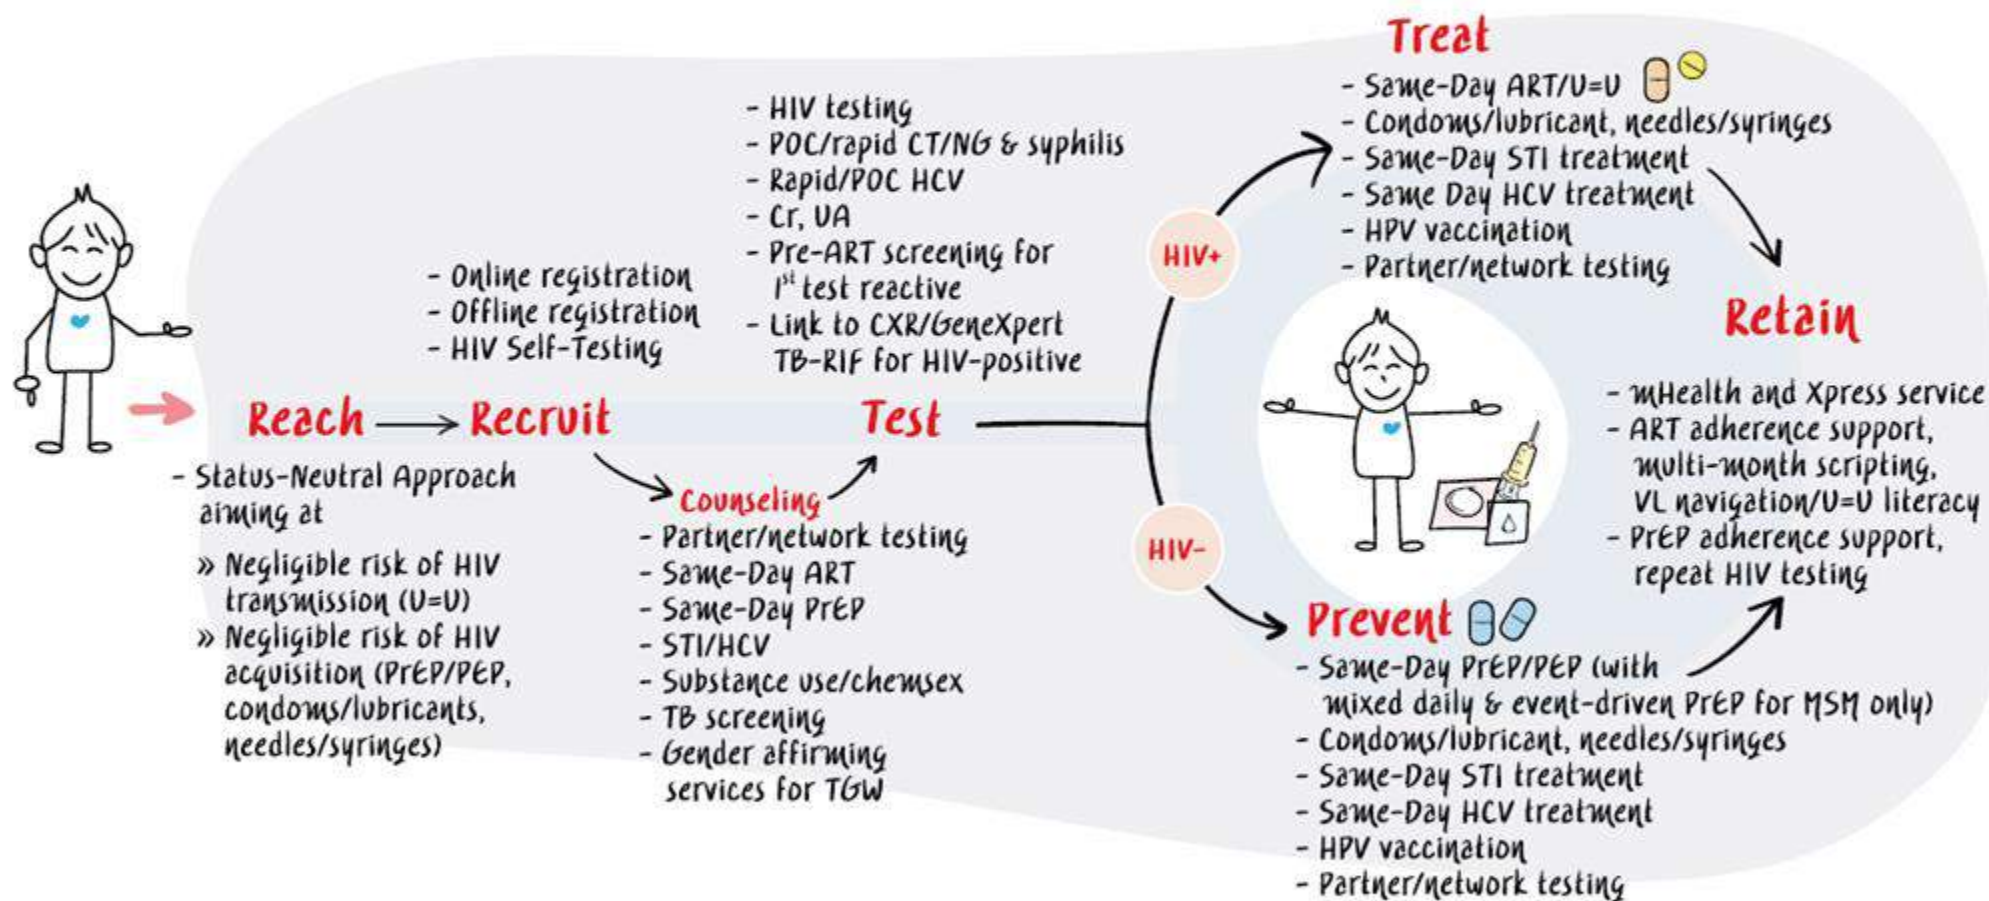 Reach
- Status-Neutral Approach
aiming at
» Negligible risk of HIV
transmission (U=U)
» Negligible risk of HIV
acquisition (PrEP/PEP,
condoms/lubricants,
needles/syringes)
Recruit
- Online registration
- Offline registration
- HIV Self-Testing
Counseling
- Partner/network testing
- Same-Day ART
- Same-Day PrEP
- STI/HCV
- Substance use/chemsex
- TB screening
- Gender affirming
services for TGW
Test
- HIV testing
- POC/rapid CT/NG & syphilis
- Rapid/POC HCV
- Cr, UA
- Pre-ART screening for
1st test reactive
- Link to CXR/GeneXpert
TB-RIF for HIV-positive
HIV+
Treat
- Same-Day ART/U=U
- Condoms/lubricant, needles/syringes
- Same-Day STI treatment
- Same Day HCV treatment
- HPV vaccination
- Partner/network testing
HIV-
Prevent
- Same-Day PrEP/PEP (with
mixed daily & event-driven PrEP for MSM only)
- Condoms/lubricant, needles/syringes
- Same-Day STI treatment
- Same-Day HCV treatment
- HPV vaccination
- Partner/network testing
Retain
- mHealth and Xpress service
- ART adherence support,
multi-month scripting,
VL navigation/U=U literacy
- PrEP adherence support,
repeat HIV testing